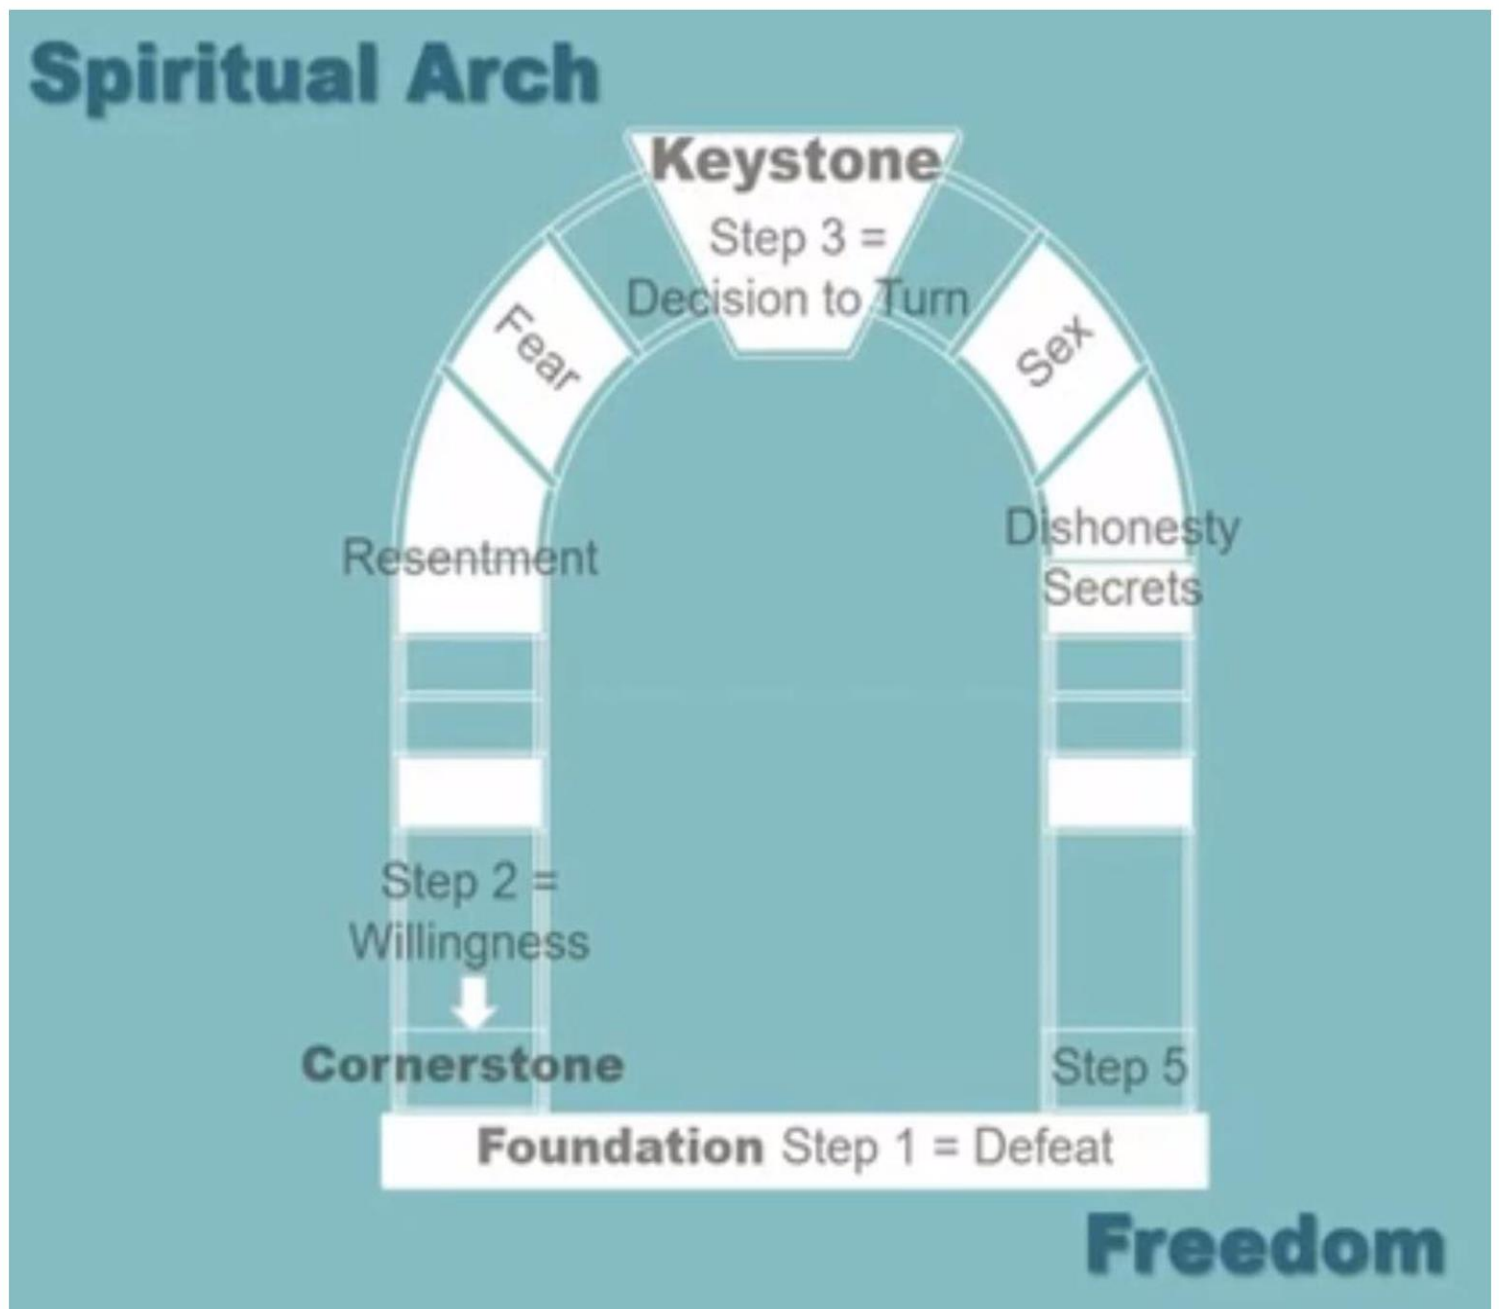 Spiritual Arch
Keystone
Step 3 =
Decision to Turn
Fear
Sex
Resentment
Dishonesty
Secrets
Step 2 =
Willingness
Cornerstone
Step 5
Foundation Step 1 = Defeat
Freedom